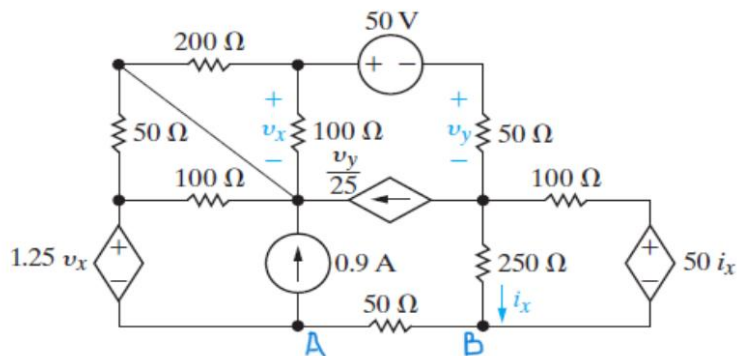 50 V
200 Ω
+ −
+ +
50 Ω
vx 100 Ω
vy 50 Ω
− −
100 Ω
vy
25
100 Ω
1.25 vx
+
−
0.9 A
250 Ω
+
−
50 ix
50 Ω
ix
A B